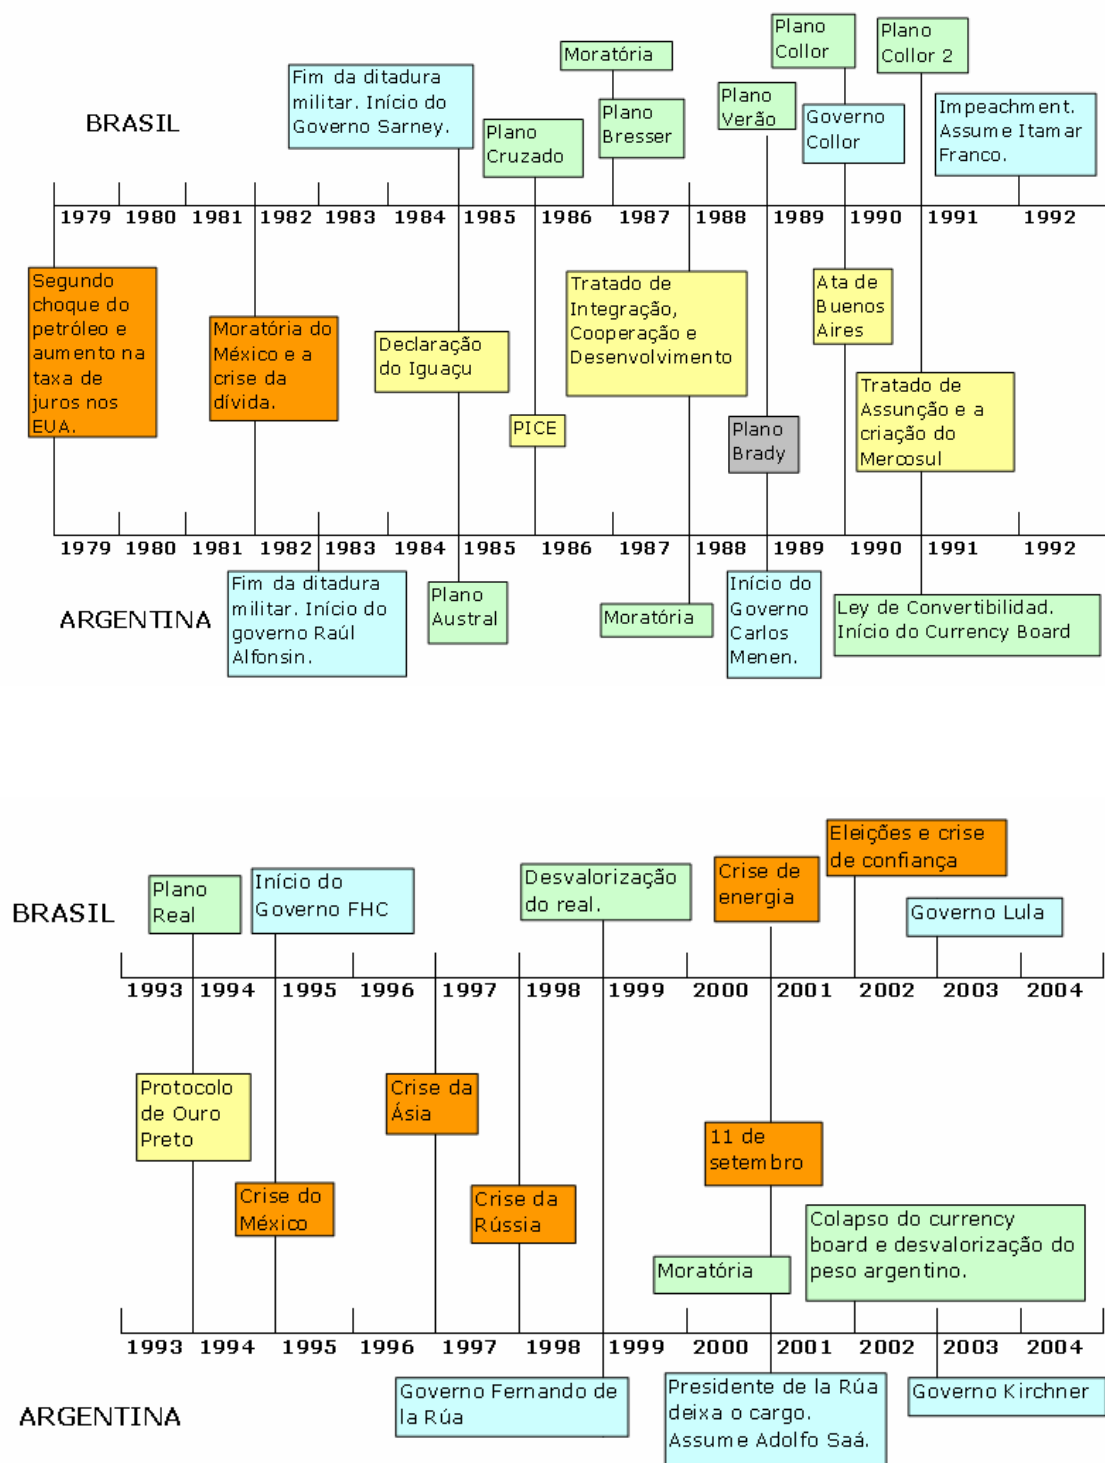 Plano
Collor
Plano
Collor 2
Moratória
Fim da ditadura
militar. Início do
Governo Sarney.
Plano
Verão
Impeachment.
Assume Itamar
Franco.
BRASIL
Plano
Cruzado
Plano
Bresser
Governo
Collor
1979 1980 1981 1982 1983 1984 1985 1986 1987 1988 1989 1990 1991 1992
Segundo
choque do
petróleo e
aumento na
taxa de
juros nos
EUA.
Moratória do
México e a
crise da
dívida.
Declaração
do Iguaçu
PICE
Tratado de
Integração,
Cooperação e
Desenvolvimento
Plano
Brady
Ata de
Buenos
Aires
Tratado de
Assunção e a
criação do
Mercosul
1979 1980 1981 1982 1983 1984 1985 1986 1987 1988 1989 1990 1991 1992
ARGENTINA
Fim da ditadura
militar. Início do
governo Raúl
Alfonsin.
Plano
Austral
Moratória
Início do
Governo
Carlos
Menen.
Ley de Convertibilidad.
Início do Currency Board
BRASIL
Plano
Real
Início do
Governo FHC
Desvalorização
do real.
Crise de
energia
Eleições e crise
de confiança
Governo Lula
1993 1994 1995 1996 1997 1998 1999 2000 2001 2002 2003 2004
Protocolo
de Ouro
Preto
Crise do
México
Crise da
Ásia
Crise da
Rússia
11 de
setembro
Moratória
Colapso do currency
board e desvalorização do
peso argentino.
1993 1994 1995 1996 1997 1998 1999 2000 2001 2002 2003 2004
ARGENTINA
Governo Fernando de
la Rúa
Presidente de la Rúa
deixa o cargo.
Assume Adolfo Saá.
Governo Kirchner